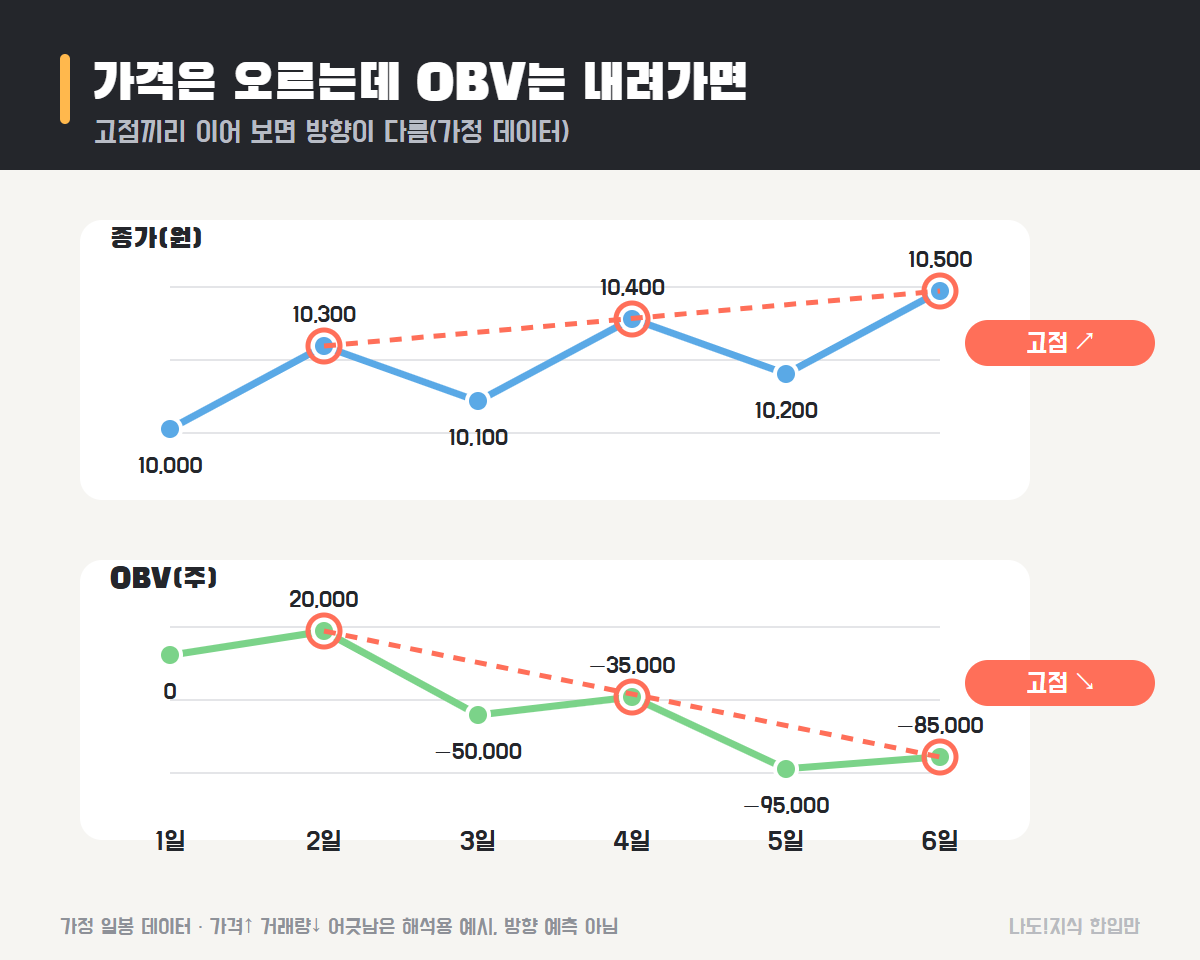 가격은 오르는데 OBV는 내려가면
고점끼리 이어 보면 방향이 다름(가정 데이터)
종가(원)
10,500
10,400
10,300
고점 ↗
10,200
10,100
10,000
OBV(주)
20,000
−35,000
고점 ↘
0
−85,000
−50,000
−95,000
1일 2일 3일 4일 5일 6일
가정 일봉 데이터 · 가격↑ 거래량↓ 어긋남은 해석용 예시, 방향 예측 아님
나도!지식 한입만